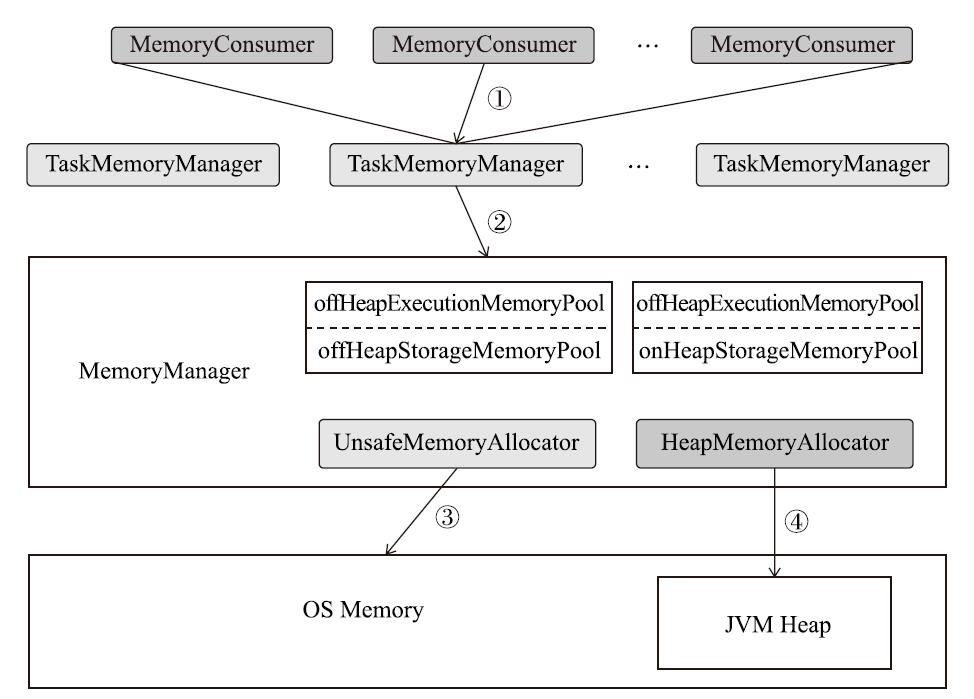 MemoryConsumer MemoryConsumer ... MemoryConsumer
①
TaskMemoryManager TaskMemoryManager ... TaskMemoryManager
②
offHeapExecutionMemoryPool offHeapExecutionMemoryPool
offHeapStorageMemoryPool onHeapStorageMemoryPool
MemoryManager
UnsafeMemoryAllocator HeapMemoryAllocator
③ ④
OS Memory
JVM Heap